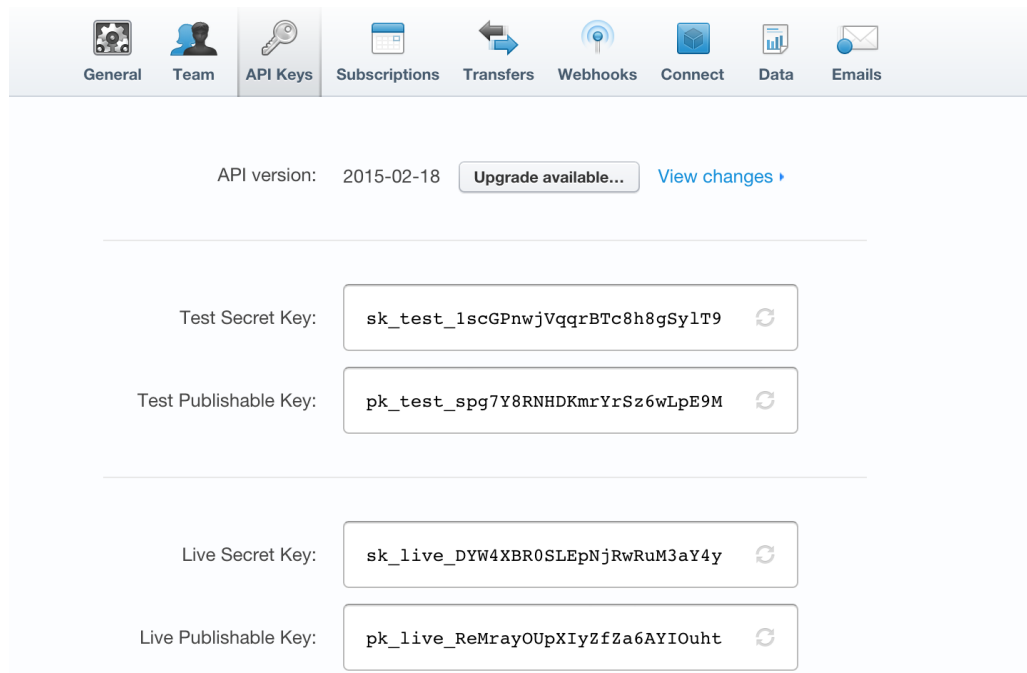 General Team API Keys Subscriptions Transfers Webhooks Connect Data Emails
API version: 2015-02-18 Upgrade available... View changes
Test Secret Key: sk_test_1scGPnwjVqqrBTc8h8gSylT9
Test Publishable Key: pk_test_spg7Y8RNHDKmrYrSz6wLpE9M
Live Secret Key: sk_live_DYW4XBR0SLEpNjRwRuM3aY4y
Live Publishable Key: pk_live_ReMrayOUpXIyZfZa6AYIOuht